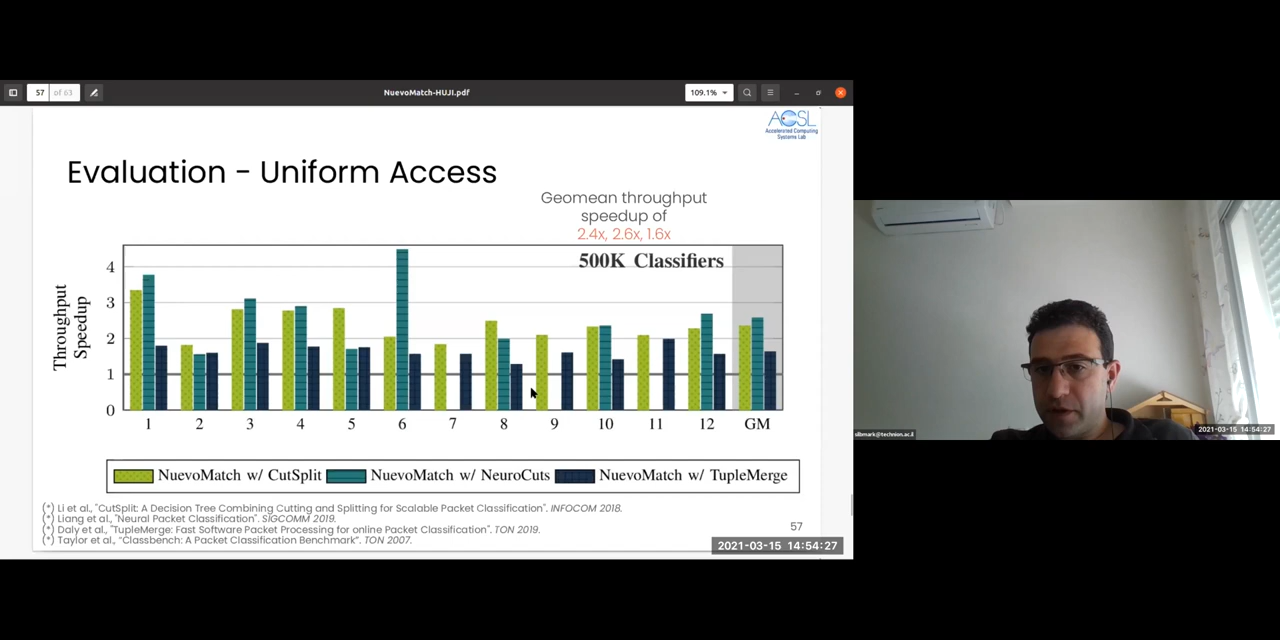 57 of 63
NuevoMatch-HUJI.pdf
109.1%
ACSL
Accelerated Computing
Systems Lab
Evaluation - Uniform Access
Geomean throughput
speedup of
2.4x, 2.6x, 1.6x
500K Classifiers
Throughput
Speedup
4
3
2
1
0
1 2 3 4 5 6 7 8 9 10 11 12 GM
NuevoMatch w/ CutSplit NuevoMatch w/ NeuroCuts NuevoMatch w/ TupleMerge
(*) Li et al., "CutSplit: A Decision Tree Combining Cutting and Splitting for Scalable Packet Classification". INFOCOM 2018.
(*) Liang et al., "Neural Packet Classification". SIGCOMM 2019.
(*) Daly et al., "TupleMerge: Fast Software Packet Processing for online Packet Classification". TON 2019.
(*) Taylor et al., "Classbench: A Packet Classification Benchmark". TON 2007.
57
2021-03-15 14:54:27
2021-03-15 14:54:27